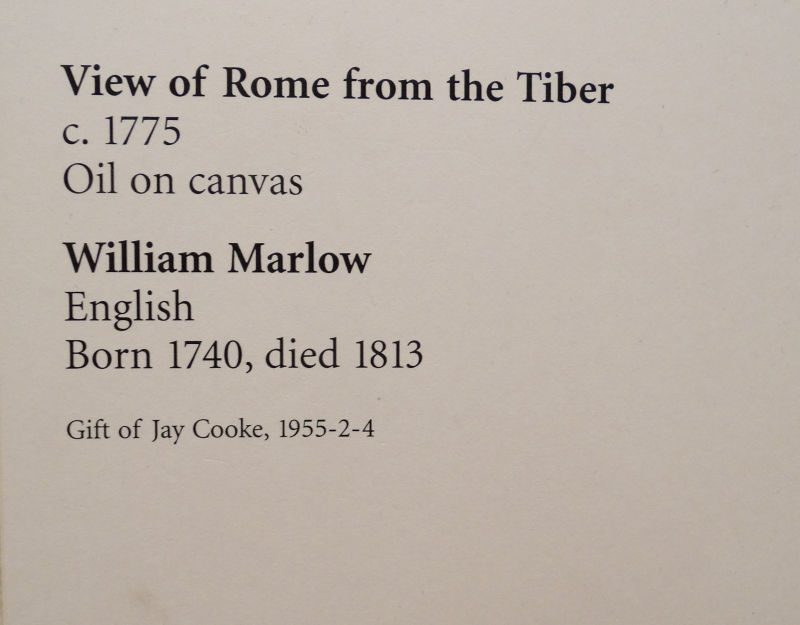 View of Rome from the Tiber
c. 1775
Oil on canvas
William Marlow
English
Born 1740, died 1813
Gift of Jay Cooke, 1955-2-4